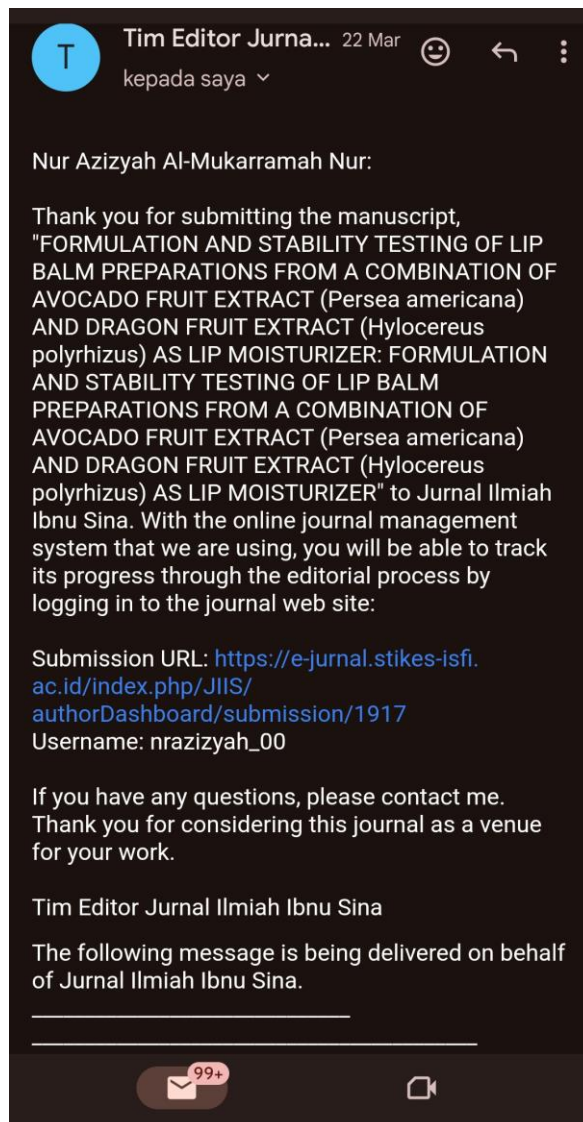 T
Tim Editor Jurna... 22 Mar
kepada saya
Nur Azizyah Al-Mukarramah Nur:
Thank you for submitting the manuscript,
"FORMULATION AND STABILITY TESTING OF LIP
BALM PREPARATIONS FROM A COMBINATION OF
AVOCADO FRUIT EXTRACT (Persea americana)
AND DRAGON FRUIT EXTRACT (Hylocereus
polyrhizus) AS LIP MOISTURIZER: FORMULATION
AND STABILITY TESTING OF LIP BALM
PREPARATIONS FROM A COMBINATION OF
AVOCADO FRUIT EXTRACT (Persea americana)
AND DRAGON FRUIT EXTRACT (Hylocereus
polyrhizus) AS LIP MOISTURIZER" to Jurnal Ilmiah
Ibnu Sina. With the online journal management
system that we are using, you will be able to track
its progress through the editorial process by
logging in to the journal web site:
Submission URL: https://e-jurnal.stikes-isfi.
ac.id/index.php/JIIS/
authorDashboard/submission/1917
Username: nrazizyah_00
If you have any questions, please contact me.
Thank you for considering this journal as a venue
for your work.
Tim Editor Jurnal Ilmiah Ibnu Sina
The following message is being delivered on behalf
of Jurnal Ilmiah Ibnu Sina.
99+